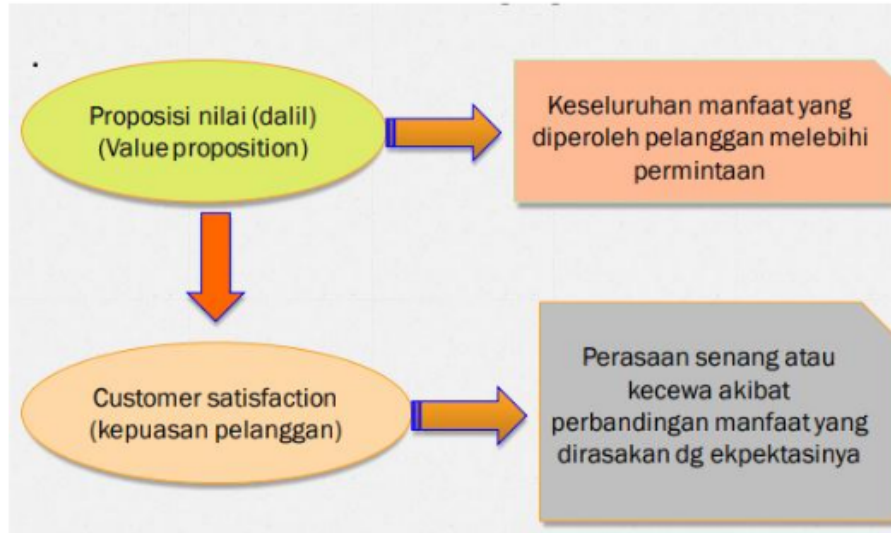 Proposisi nilai (dalil)
(Value proposition)
Keseluruhan manfaat yang
diperoleh pelanggan melebihi
permintaan
Customer satisfaction
(kepuasan pelanggan)
Perasaan senang atau
kecewa akibat
perbandingan manfaat yang
dirasakan dg ekpektasinya